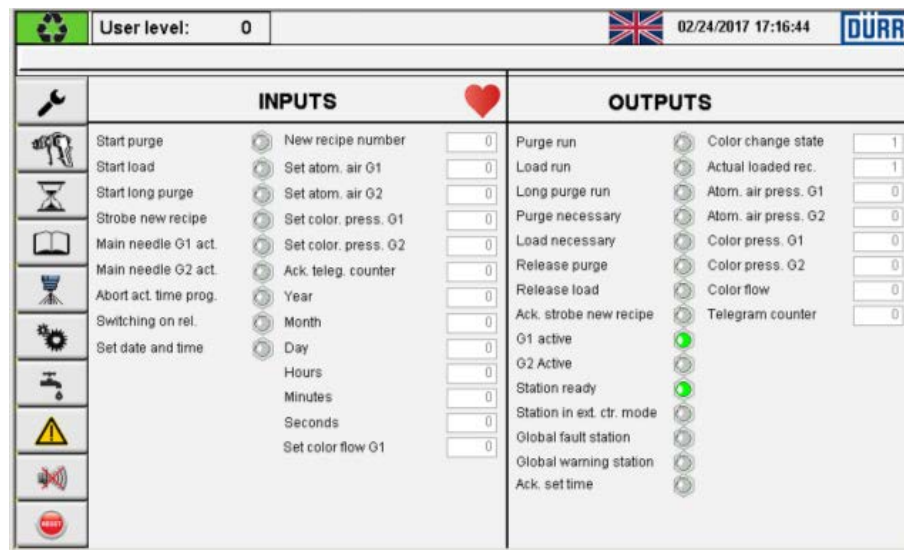 User level: 0
02/24/2017 17:16:44
DÜRR
INPUTS
OUTPUTS
Start purge
Start load
Start long purge
Strobe new recipe
Main needle G1 act.
Main needle G2 act.
Abort act. time prog.
Switching on rel.
Set date and time
New recipe number 0
Set atom. air G1 0
Set atom. air G2 0
Set color. press. G1 0
Set color. press. G2 0
Ack. teleg. counter 0
Year 0
Month 0
Day 0
Hours 0
Minutes 0
Seconds 0
Set color flow G1 0
Purge run
Load run
Long purge run
Purge necessary
Load necessary
Release purge
Release load
Ack. strobe new recipe
G1 active
G2 Active
Station ready
Station in ext. ctr. mode
Global fault station
Global warning station
Ack. set time
Color change state 1
Actual loaded rec. 1
Atom. air press. G1 0
Atom. air press. G2 0
Color press. G1 0
Color press. G2 0
Color flow 0
Telegram counter 0
RESET